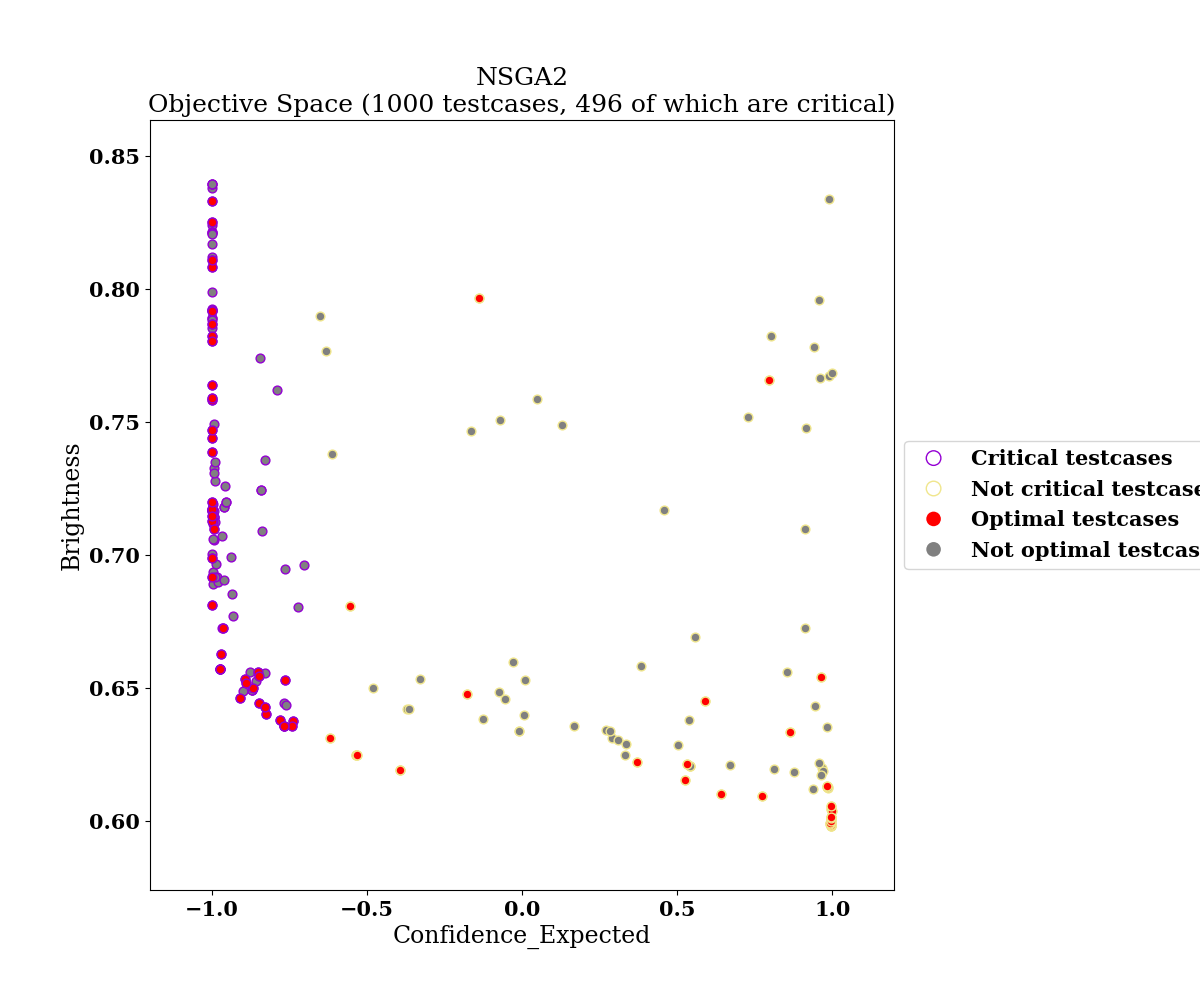 NSGA2
Objective Space (1000 testcases, 496 of which are critical)
0.85
0.80
0.75
0.70
0.65
0.60
Brightness
−1.0 −0.5 0.0 0.5 1.0
Confidence_Expected
Critical testcases
Not critical testcase
Optimal testcases
Not optimal testcas